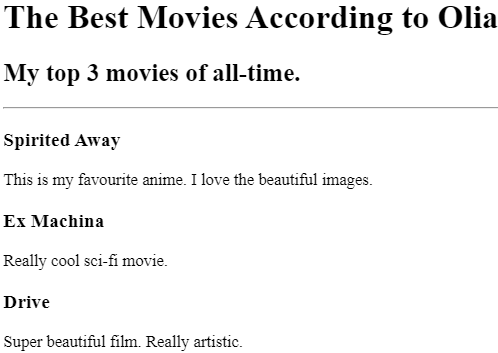 The Best Movies According to Olia
My top 3 movies of all-time.
Spirited Away
This is my favourite anime. I love the beautiful images.
Ex Machina
Really cool sci-fi movie.
Drive
Super beautiful film. Really artistic.